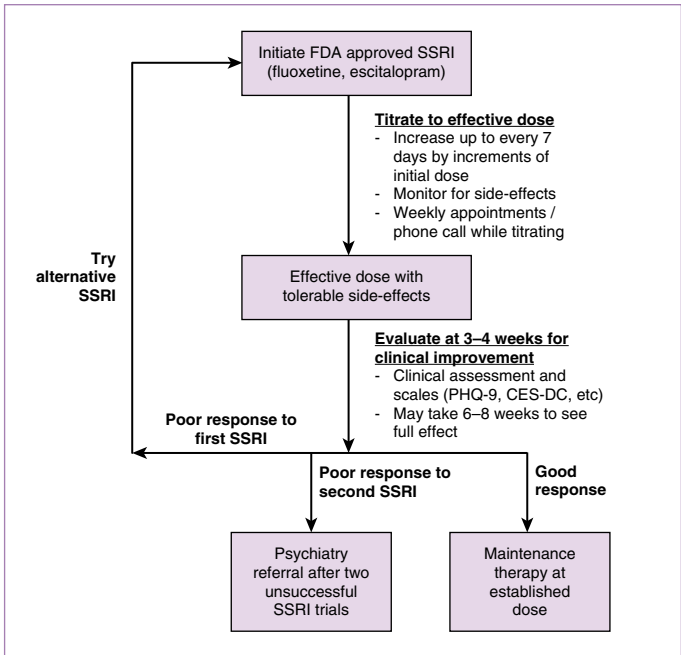 Initiate FDA approved SSRI
(fluoxetine, escitalopram)
Titrate to effective dose
- Increase up to every 7
days by increments of
initial dose
- Monitor for side-effects
- Weekly appointments /
phone call while titrating
Try
alternative
SSRI
Effective dose with
tolerable side-effects
Evaluate at 3–4 weeks for
clinical improvement
- Clinical assessment and
scales (PHQ-9, CES-DC, etc)
- May take 6–8 weeks to see
full effect
Poor response to
first SSRI
Poor response to
second SSRI
Good
response
Psychiatry
referral after two
unsuccessful
SSRI trials
Maintenance
therapy at
established
dose